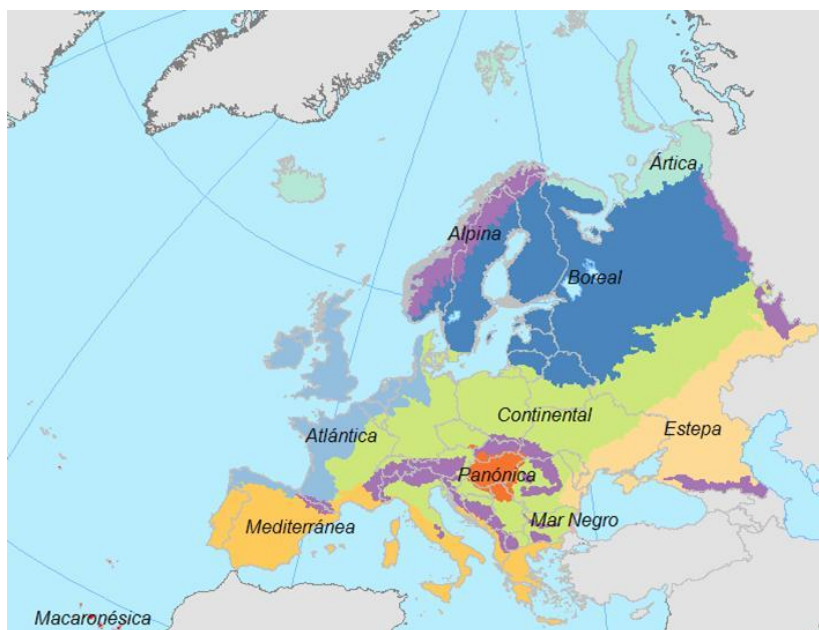 Ártica
Alpina
Boreal
Continental
Atlántica
Estepa
Panónica
Mediterránea
Mar Negro
Macaronésica